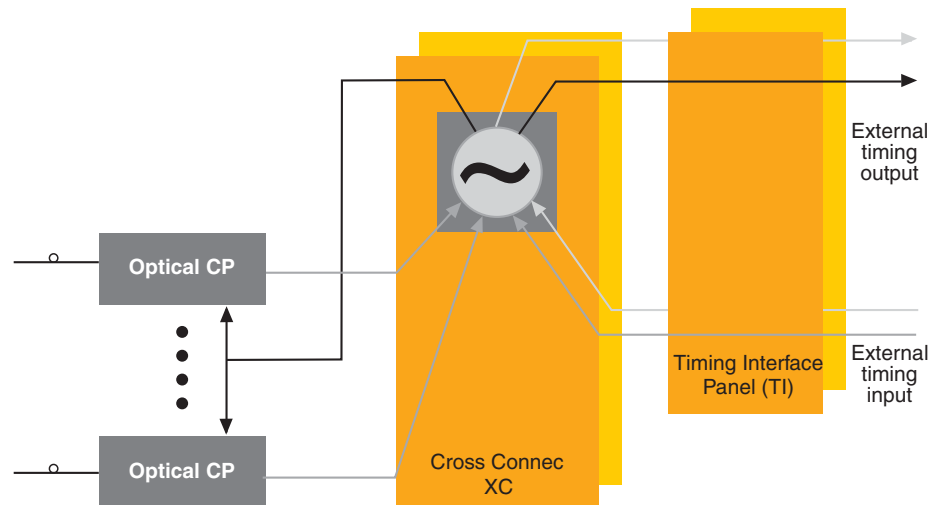 External
timing
output
Optical CP
External
timing
input
Timing Interface
Panel (TI)
Optical CP
Cross Connec
XC